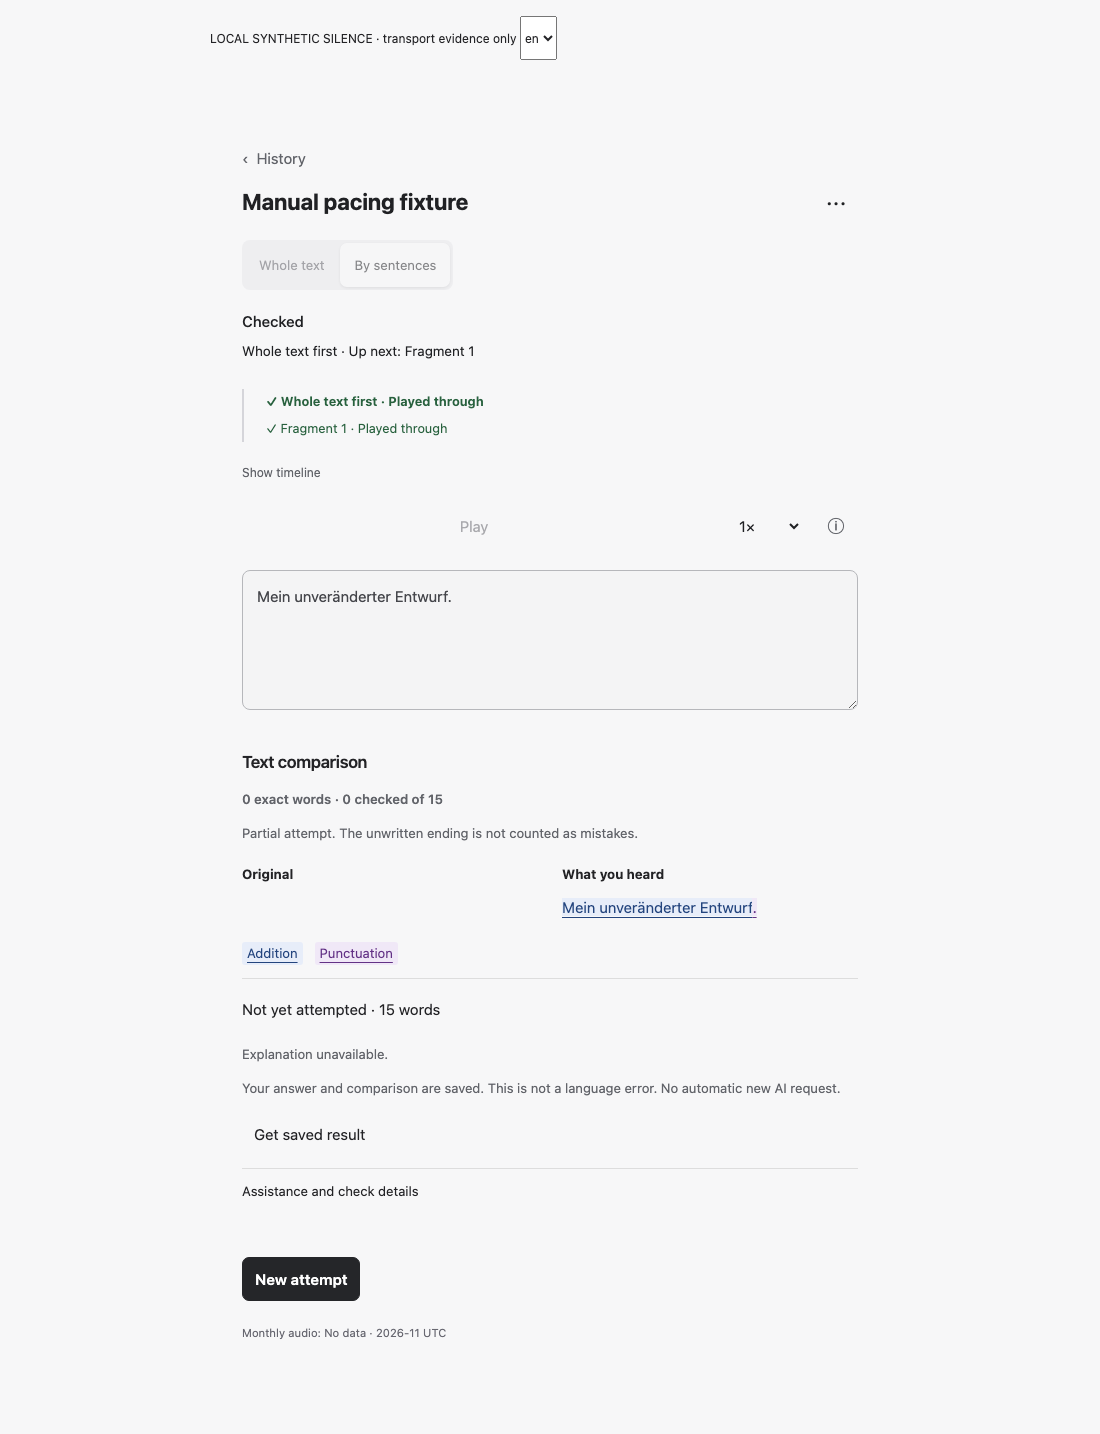 LOCAL SYNTHETIC SILENCE · transport evidence only en
‹ History
Manual pacing fixture
Whole text By sentences
Checked
Whole text first · Up next: Fragment 1
✓ Whole text first · Played through
✓ Fragment 1 · Played through
Show timeline
Play 1×
Mein unveränderter Entwurf.
Text comparison
0 exact words · 0 checked of 15
Partial attempt. The unwritten ending is not counted as mistakes.
Original What you heard
Mein unveränderter Entwurf.
Addition Punctuation
Not yet attempted · 15 words
Explanation unavailable.
Your answer and comparison are saved. This is not a language error. No automatic new AI request.
Get saved result
Assistance and check details
New attempt
Monthly audio: No data · 2026-11 UTC